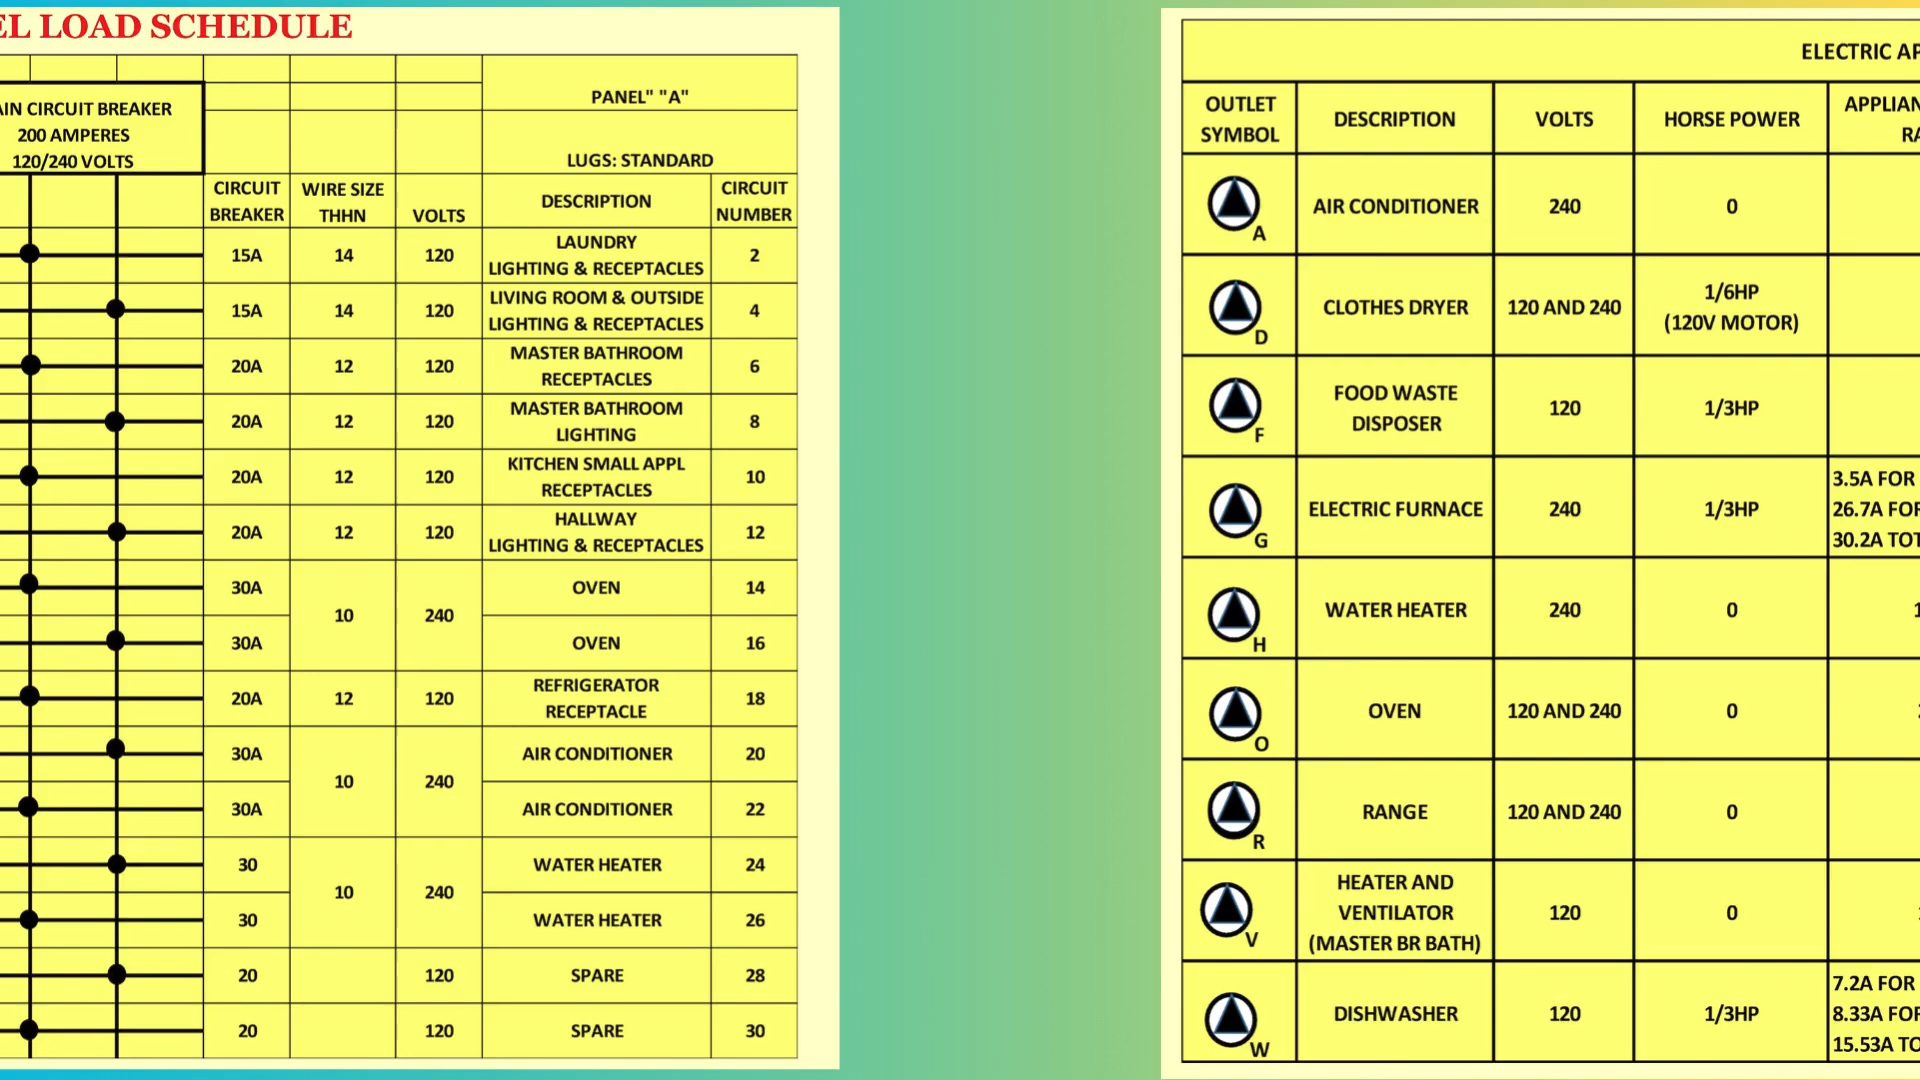 EL LOAD SCHEDULE
AIN CIRCUIT BREAKER
200 AMPERES
120/240 VOLTS
PANEL" "A"
LUGS: STANDARD
CIRCUIT BREAKER WIRE SIZE THHN VOLTS DESCRIPTION CIRCUIT NUMBER
15A 14 120 LAUNDRY LIGHTING & RECEPTACLES 2
15A 14 120 LIVING ROOM & OUTSIDE LIGHTING & RECEPTACLES 4
20A 12 120 MASTER BATHROOM RECEPTACLES 6
20A 12 120 MASTER BATHROOM LIGHTING 8
20A 12 120 KITCHEN SMALL APPL RECEPTACLES 10
20A 12 120 HALLWAY LIGHTING & RECEPTACLES 12
30A OVEN 14
10 240
30A OVEN 16
20A 12 120 REFRIGERATOR RECEPTACLE 18
30A AIR CONDITIONER 20
10 240
30A AIR CONDITIONER 22
30 WATER HEATER 24
10 240
30 WATER HEATER 26
20 120 SPARE 28
20 120 SPARE 30
ELECTRIC AP
OUTLET SYMBOL DESCRIPTION VOLTS HORSE POWER APPLIAN RA
A AIR CONDITIONER 240 0
D CLOTHES DRYER 120 AND 240 1/6HP (120V MOTOR)
F FOOD WASTE DISPOSER 120 1/3HP
G ELECTRIC FURNACE 240 1/3HP 3.5A FOR
26.7A FOR
30.2A TOT
H WATER HEATER 240 0 1
O OVEN 120 AND 240 0
R RANGE 120 AND 240 0
V HEATER AND VENTILATOR (MASTER BR BATH) 120 0
W DISHWASHER 120 1/3HP 7.2A FOR
8.33A FOR
15.53A TO